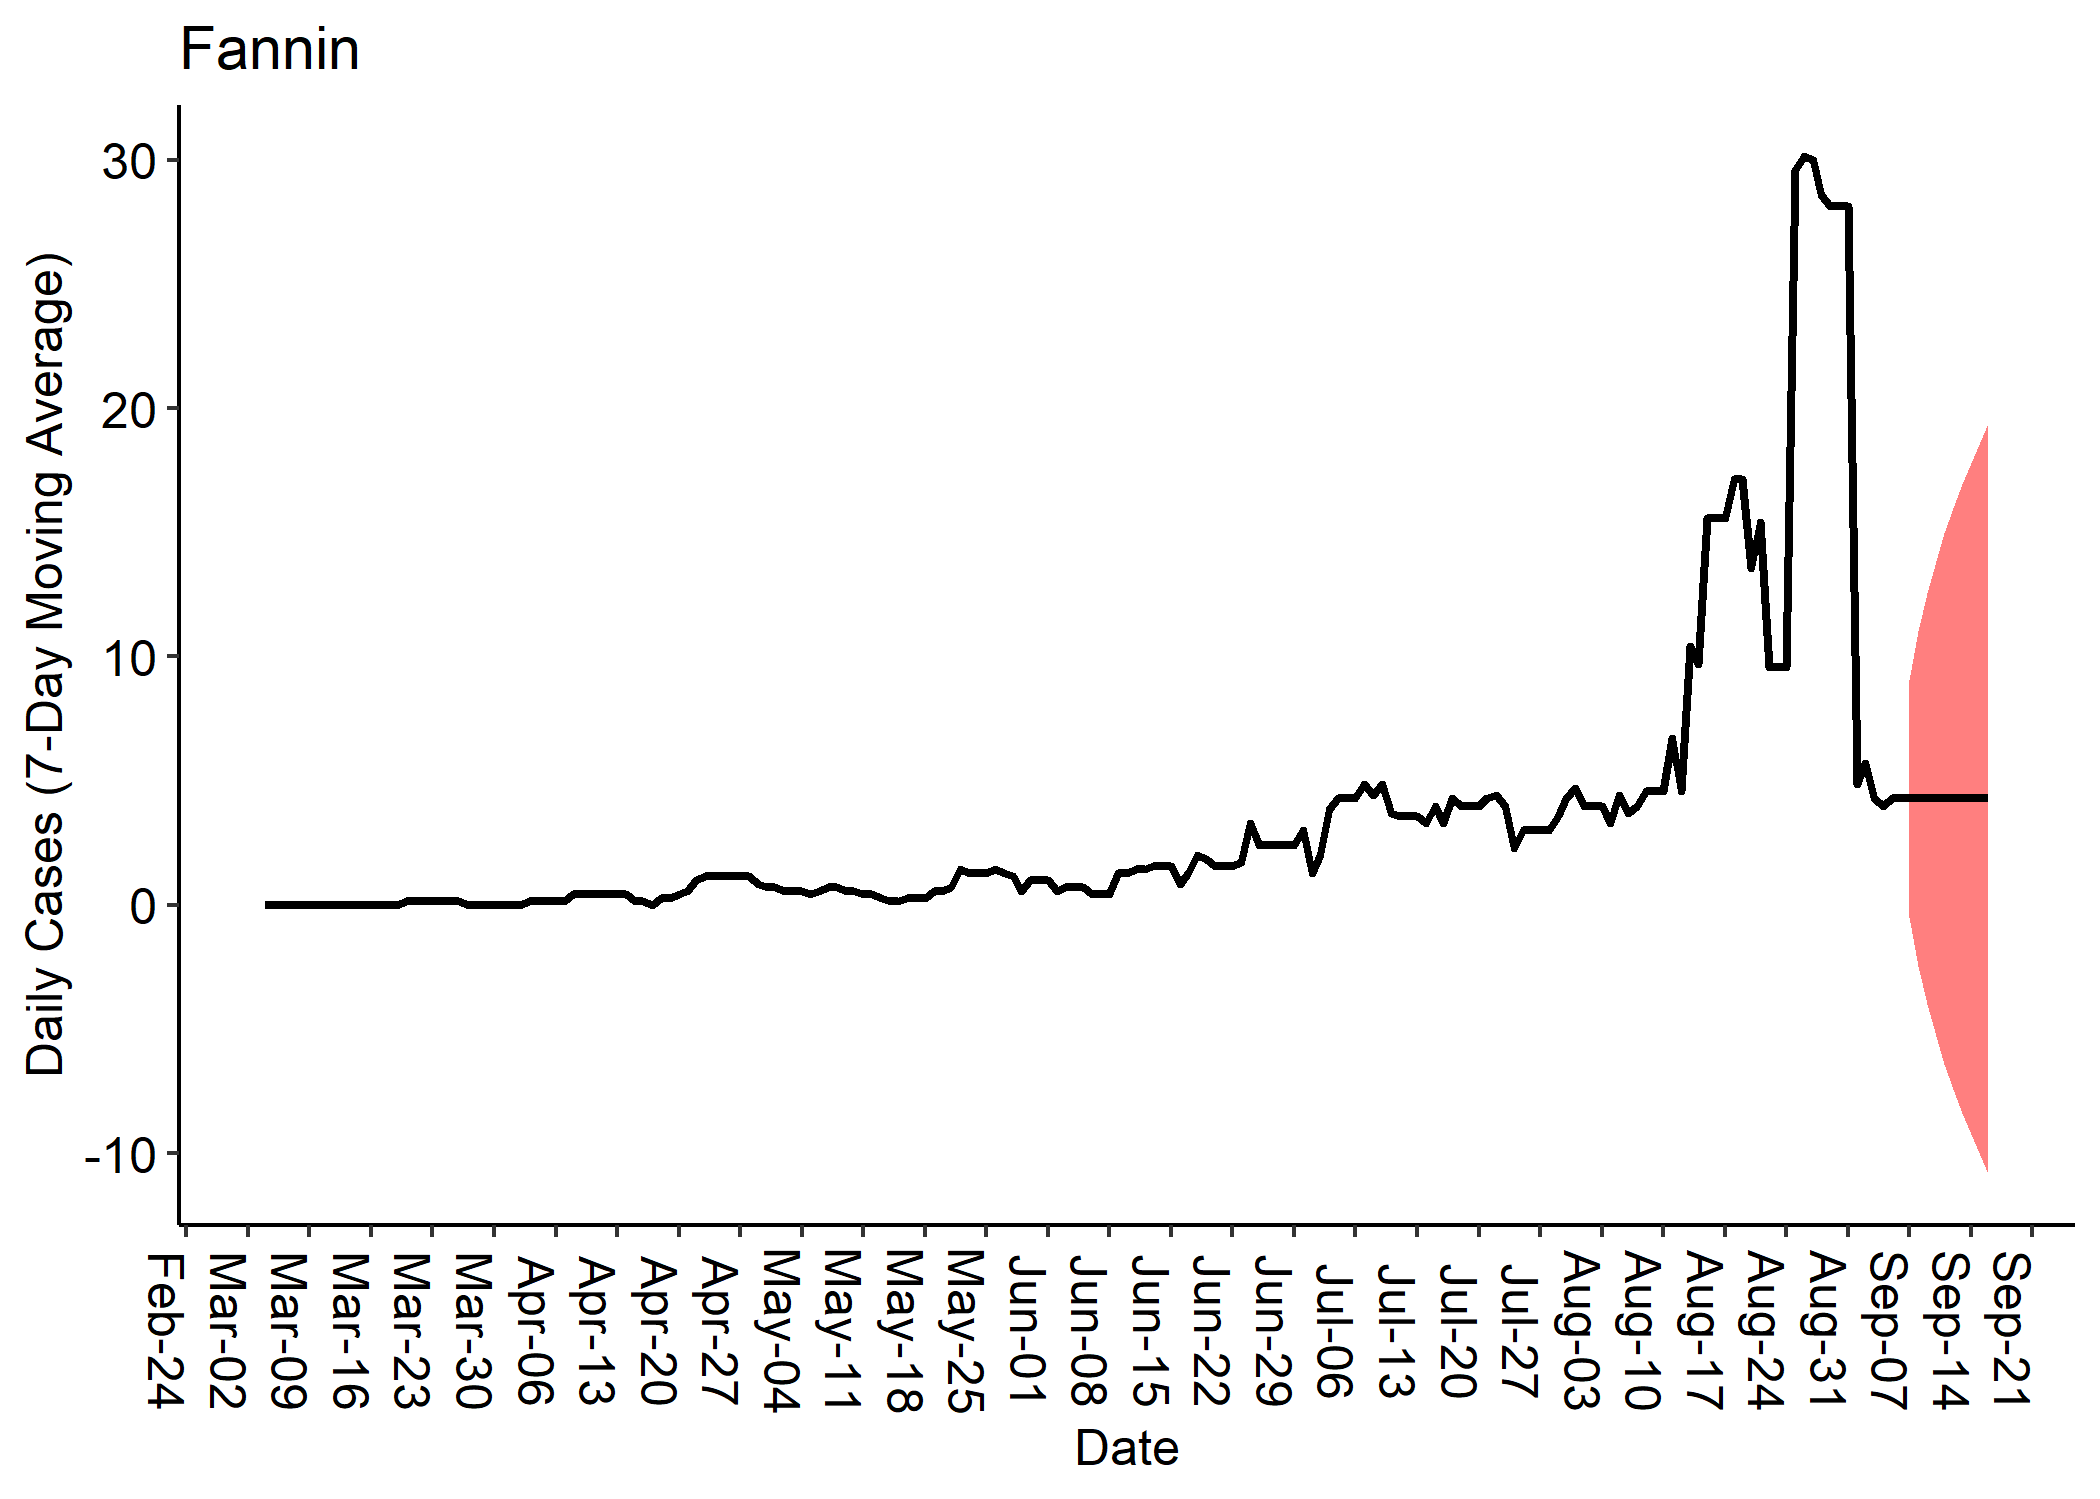 Fannin
Daily Cases (7-Day Moving Average)
30
20
10
0
-10
Feb-24
Mar-02
Mar-09
Mar-16
Mar-23
Mar-30
Apr-06
Apr-13
Apr-20
Apr-27
May-04
May-11
May-18
May-25
Jun-01
Jun-08
Jun-15
Jun-22
Jun-29
Jul-06
Jul-13
Jul-20
Jul-27
Aug-03
Aug-10
Aug-17
Aug-24
Aug-31
Sep-07
Sep-14
Sep-21
Date